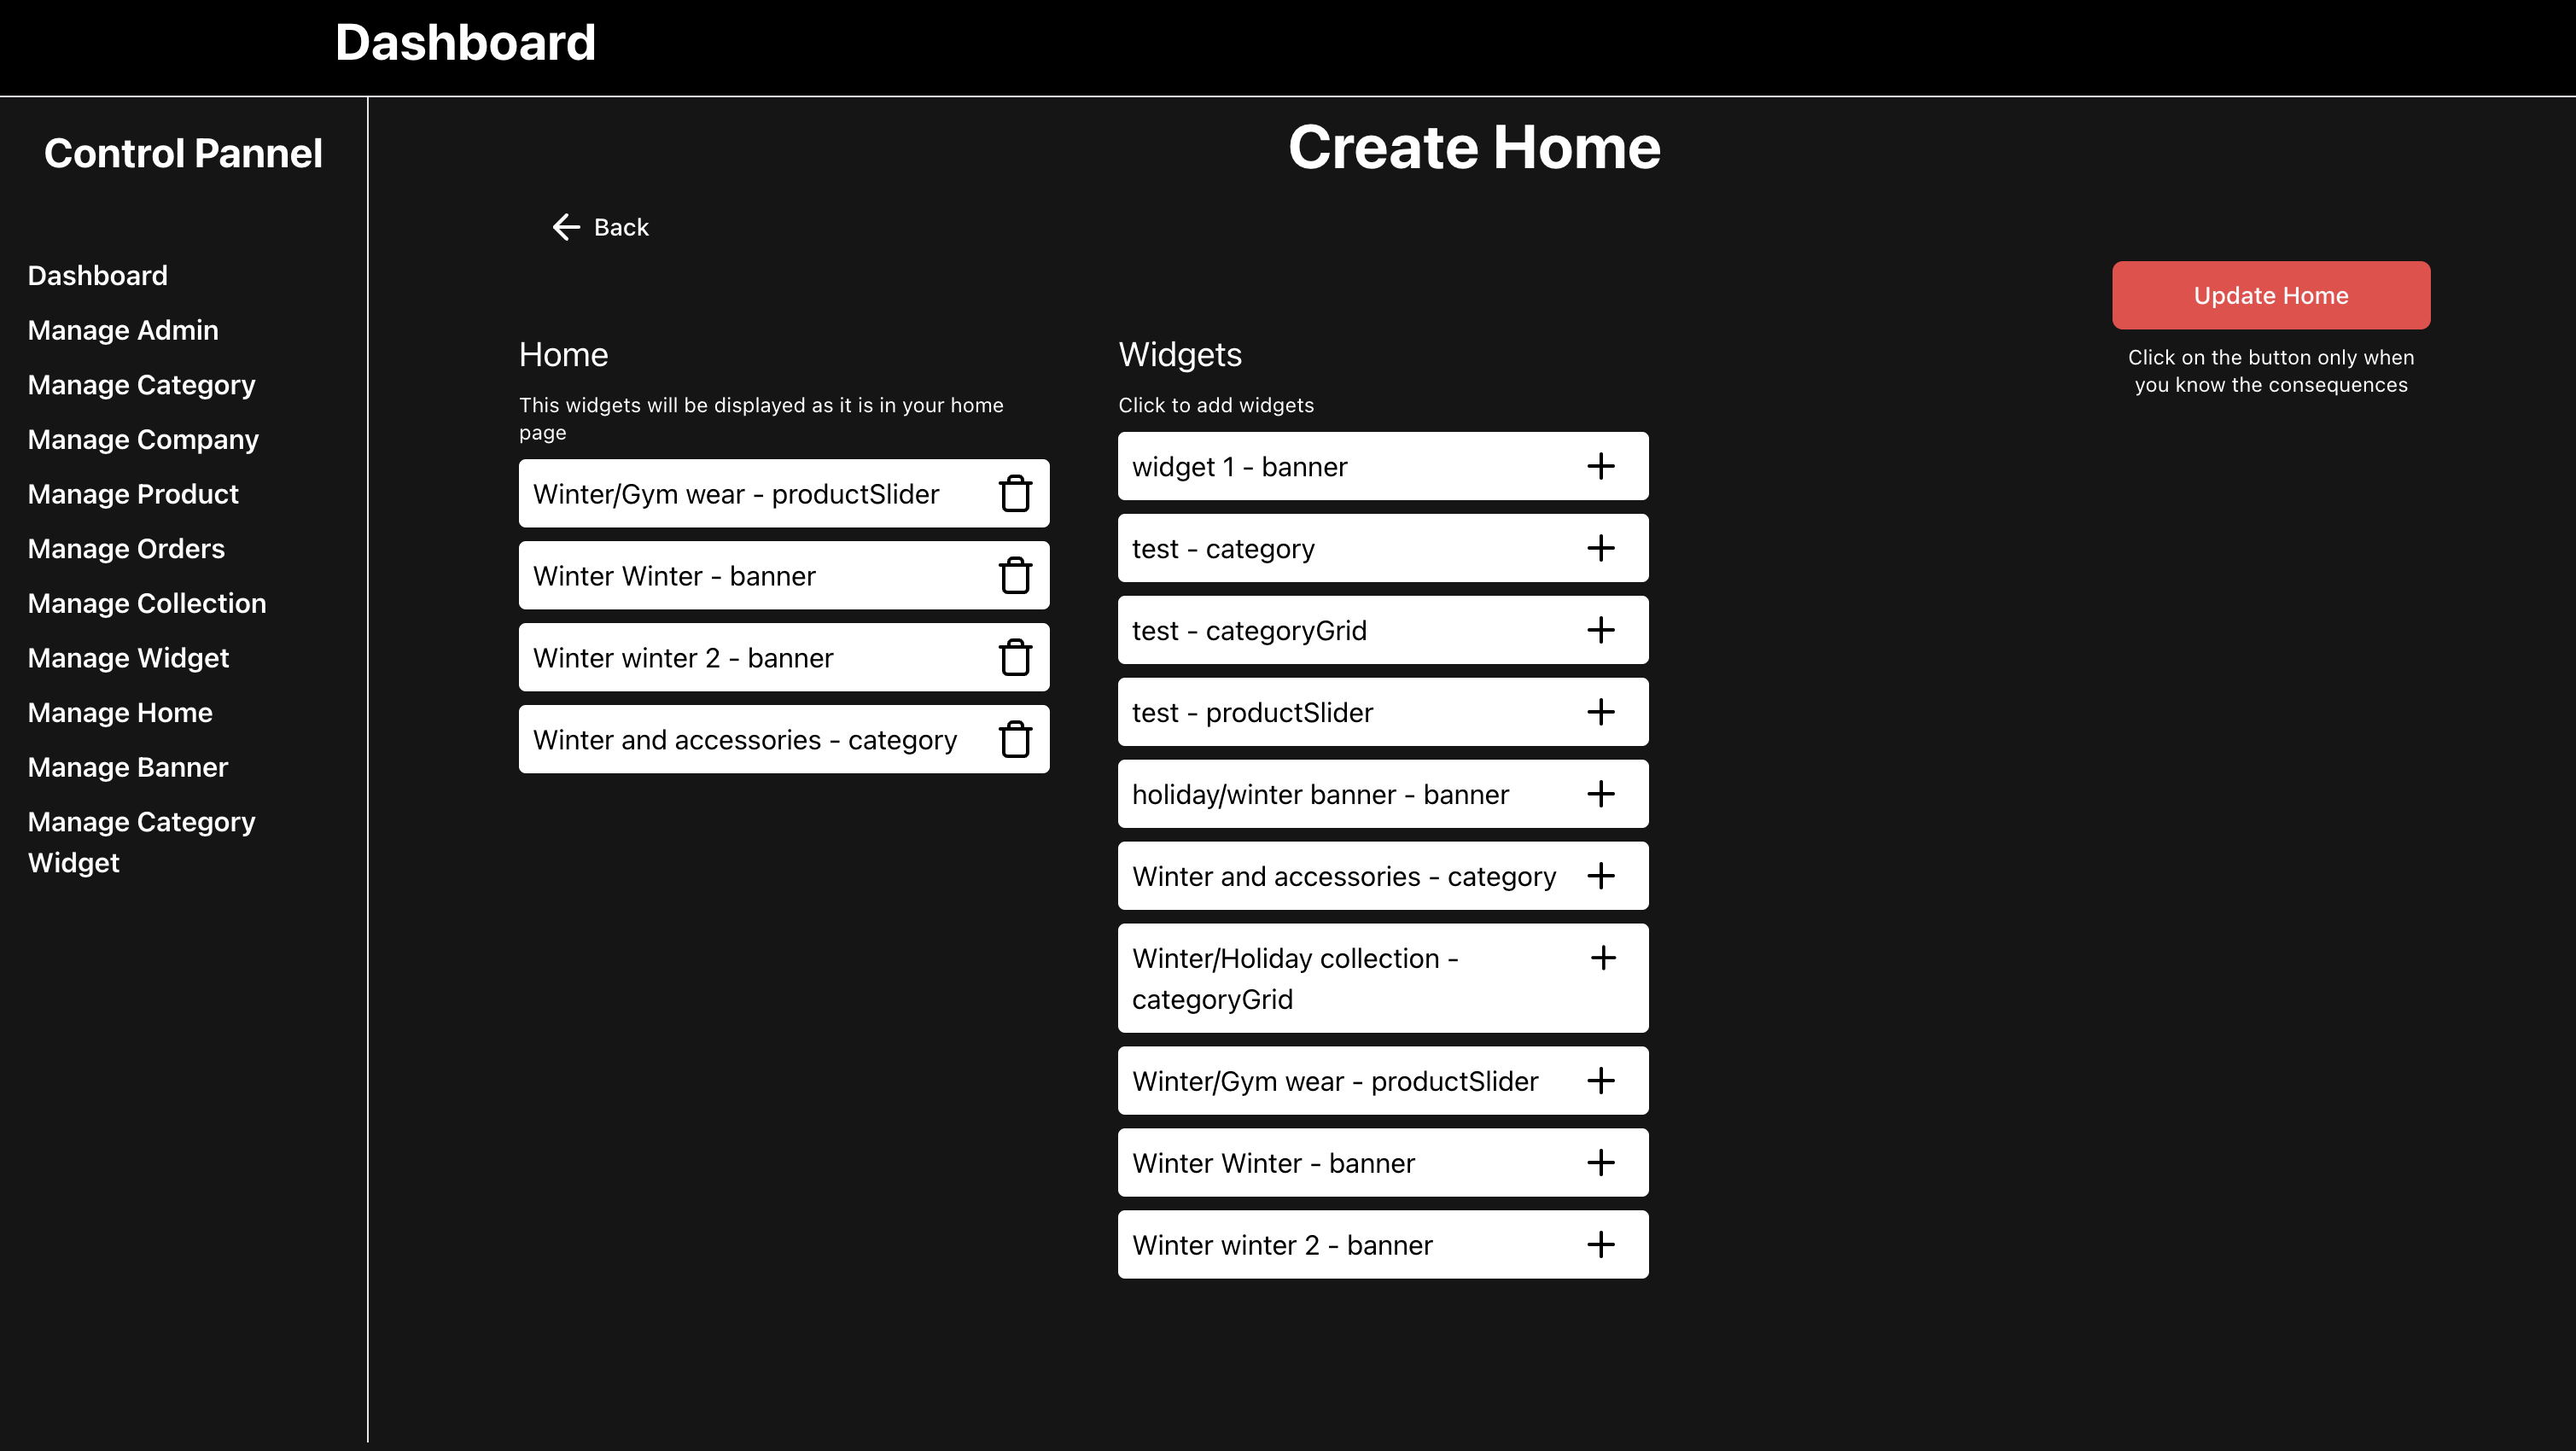 Dashboard
Control Pannel
Dashboard
Manage Admin
Manage Category
Manage Company
Manage Product
Manage Orders
Manage Collection
Manage Widget
Manage Home
Manage Banner
Manage Category
Widget
Create Home
Back
Home
This widgets will be displayed as it is in your home
page
Winter/Gym wear - productSlider
Winter Winter - banner
Winter winter 2 - banner
Winter and accessories - category
Widgets
Click to add widgets
widget 1 - banner
test - category
test - categoryGrid
test - productSlider
holiday/winter banner - banner
Winter and accessories - category
Winter/Holiday collection -
categoryGrid
Winter/Gym wear - productSlider
Winter Winter - banner
Winter winter 2 - banner
Update Home
Click on the button only when
you know the consequences